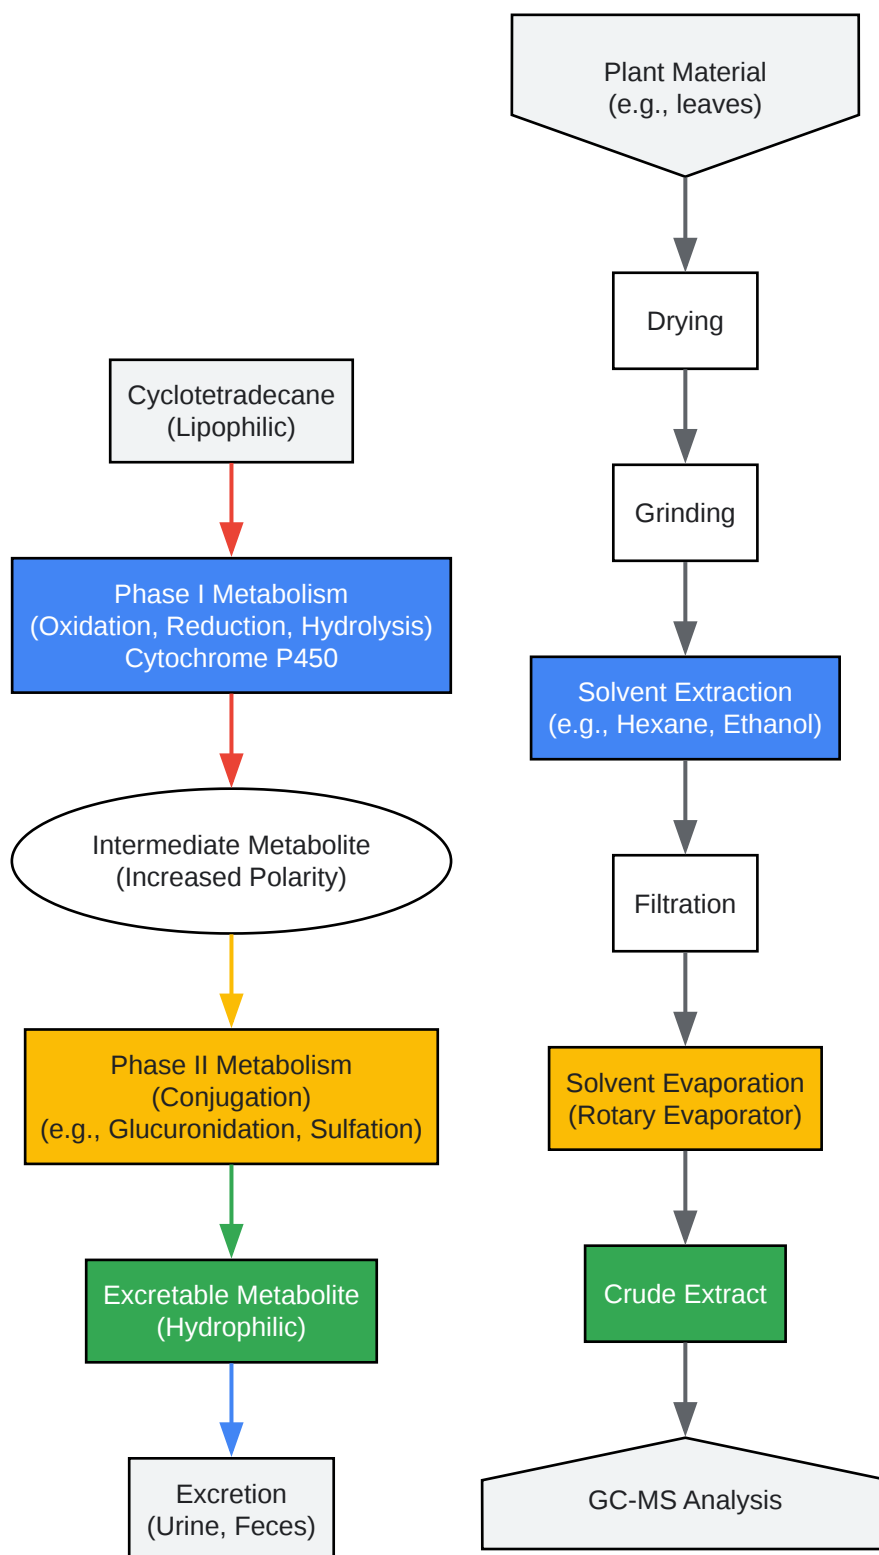 Cyclotetradecane
(Lipophilic)
Phase I Metabolism
(Oxidation, Reduction, Hydrolysis)
Cytochrome P450
Intermediate Metabolite
(Increased Polarity)
Phase II Metabolism
(Conjugation)
(e.g., Glucuronidation, Sulfation)
Excretable Metabolite
(Hydrophilic)
Excretion
(Urine, Feces)
Plant Material
(e.g., leaves)
Drying
Grinding
Solvent Extraction
(e.g., Hexane, Ethanol)
Filtration
Solvent Evaporation
(Rotary Evaporator)
Crude Extract
GC-MS Analysis